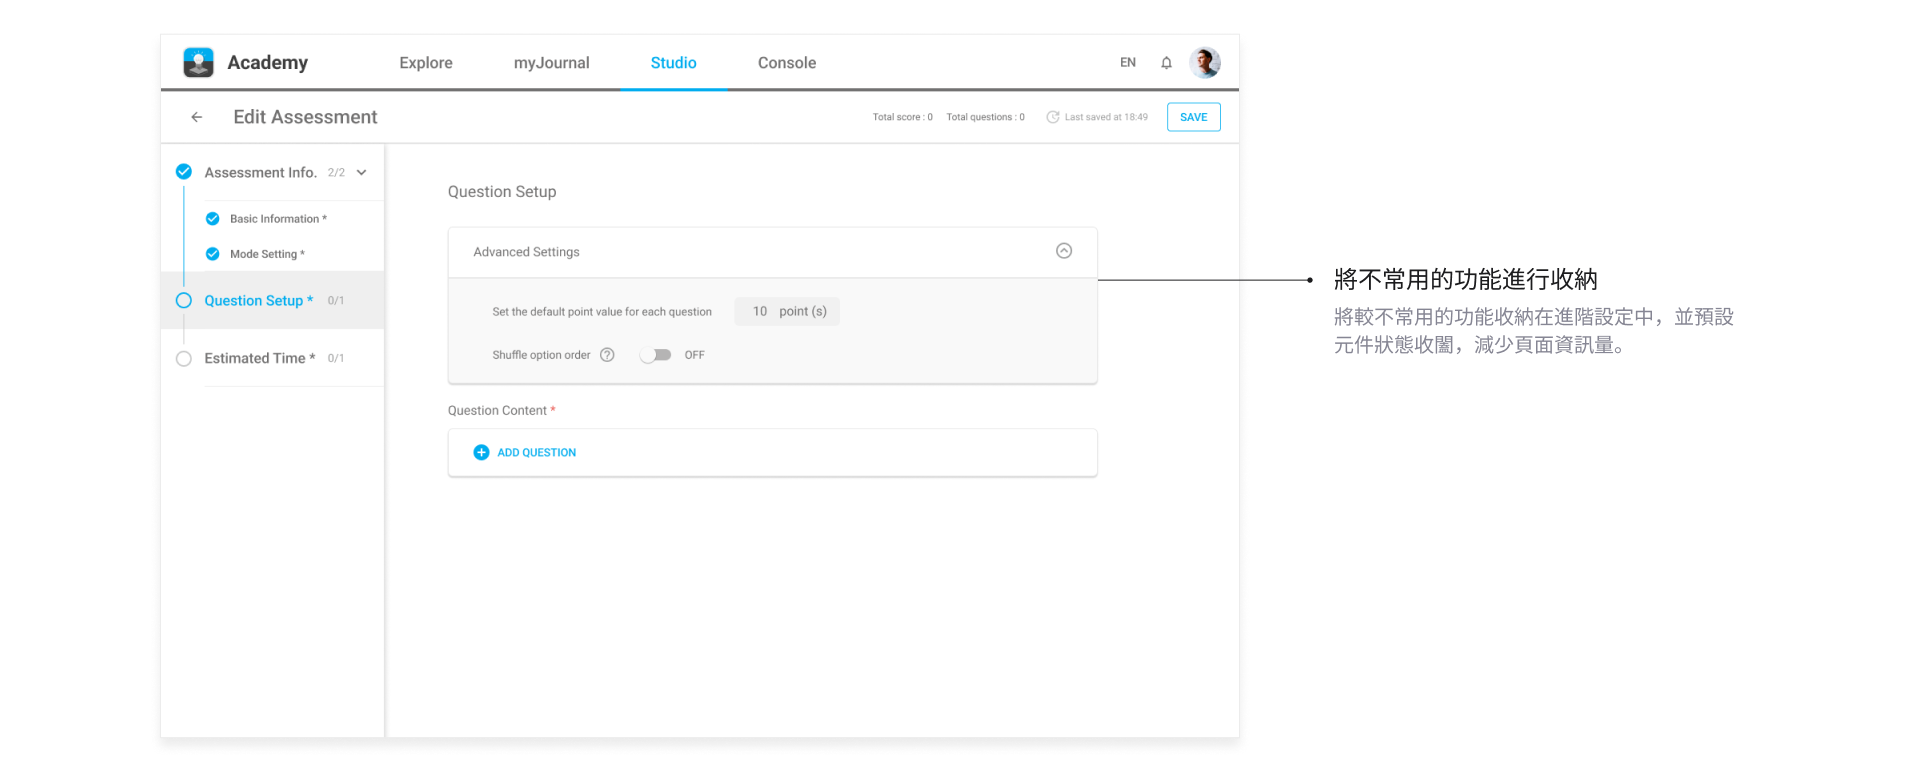 Academy
Explore
myJournal
Studio
Console
EN
Edit Assessment
Total score : 0
Total questions : 0
Last saved at 18:49
SAVE
Assessment Info. 2/2
Basic Information *
Mode Setting *
Question Setup * 0/1
Estimated Time * 0/1
Question Setup
Advanced Settings
Set the default point value for each question 10 point (s)
Shuffle option order ? OFF
Question Content *
ADD QUESTION
將不常用的功能進行收納
將較不常用的功能收納在進階設定中，並預設
元件狀態收闔，減少頁面資訊量。